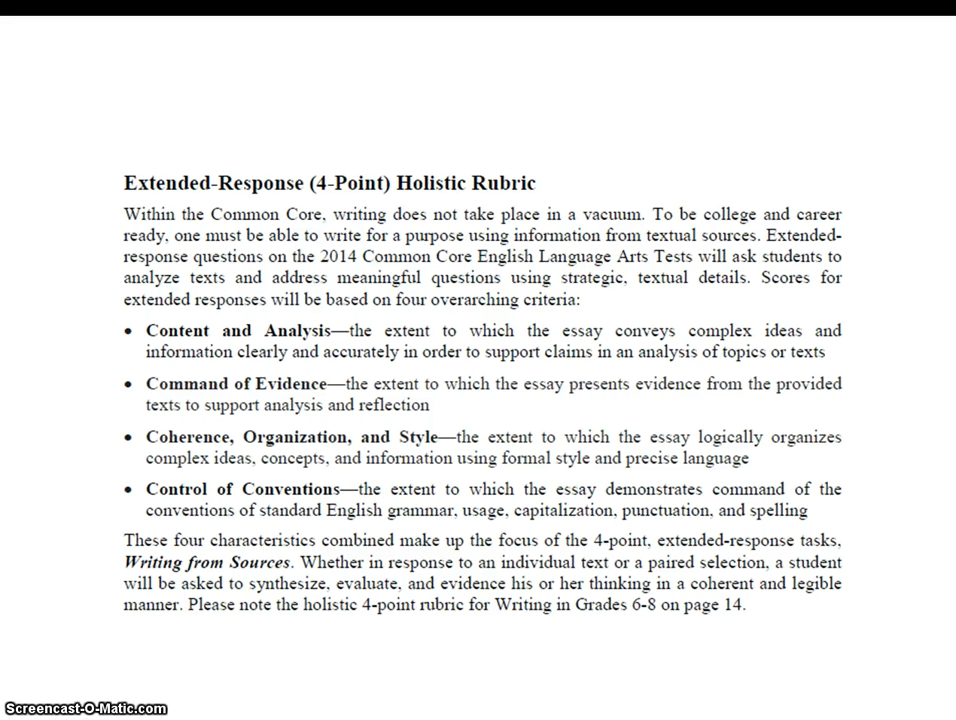 Extended-Response (4-Point) Holistic Rubric
Within the Common Core, writing does not take place in a vacuum. To be college and career
ready, one must be able to write for a purpose using information from textual sources. Extended-
response questions on the 2014 Common Core English Language Arts Tests will ask students to
analyze texts and address meaningful questions using strategic, textual details. Scores for
extended responses will be based on four overarching criteria:
• Content and Analysis—the extent to which the essay conveys complex ideas and
information clearly and accurately in order to support claims in an analysis of topics or texts
• Command of Evidence—the extent to which the essay presents evidence from the provided
texts to support analysis and reflection
• Coherence, Organization, and Style—the extent to which the essay logically organizes
complex ideas, concepts, and information using formal style and precise language
• Control of Conventions—the extent to which the essay demonstrates command of the
conventions of standard English grammar, usage, capitalization, punctuation, and spelling
These four characteristics combined make up the focus of the 4-point, extended-response tasks,
Writing from Sources. Whether in response to an individual text or a paired selection, a student
will be asked to synthesize, evaluate, and evidence his or her thinking in a coherent and legible
manner. Please note the holistic 4-point rubric for Writing in Grades 6-8 on page 14.
Screencast-O-Matic.com